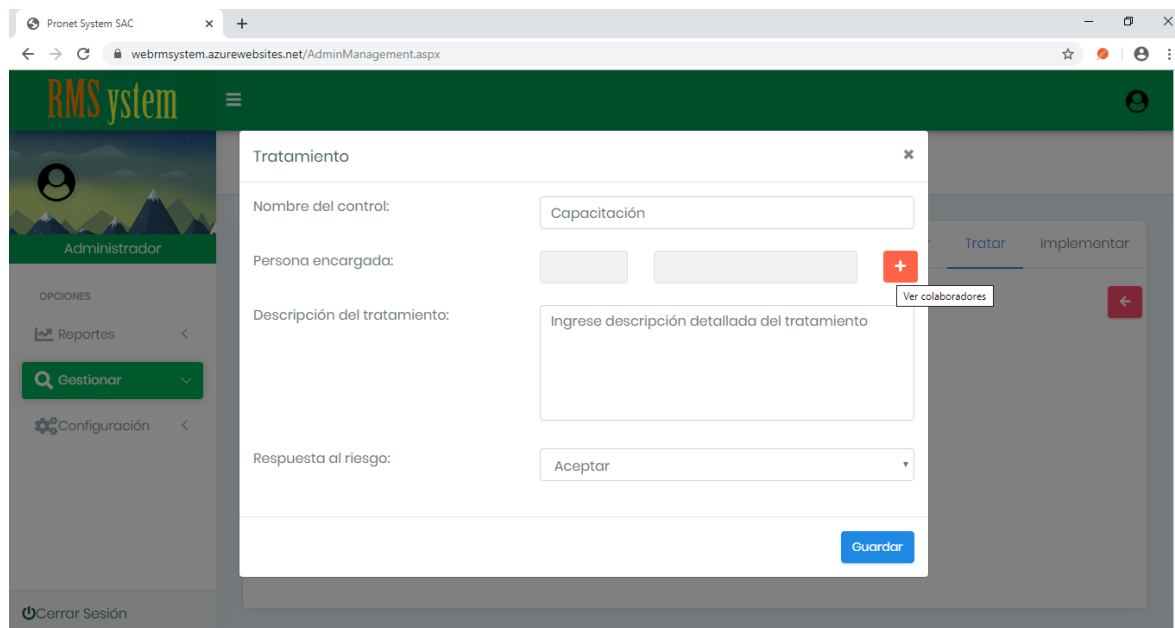 Pronet System SAC
webrmsystem.azurewebsites.net/AdminManagement.aspx
RMSystem
Administrador
OPCIONES
Reportes
Gestionar
Configuración
Cerrar Sesión
Tratar
Implementar
Tratamiento
Nombre del control:
Capacitación
Persona encargada:
Ver colaboradores
Descripción del tratamiento:
Ingrese descripción detallada del tratamiento
Respuesta al riesgo:
Aceptar
Guardar